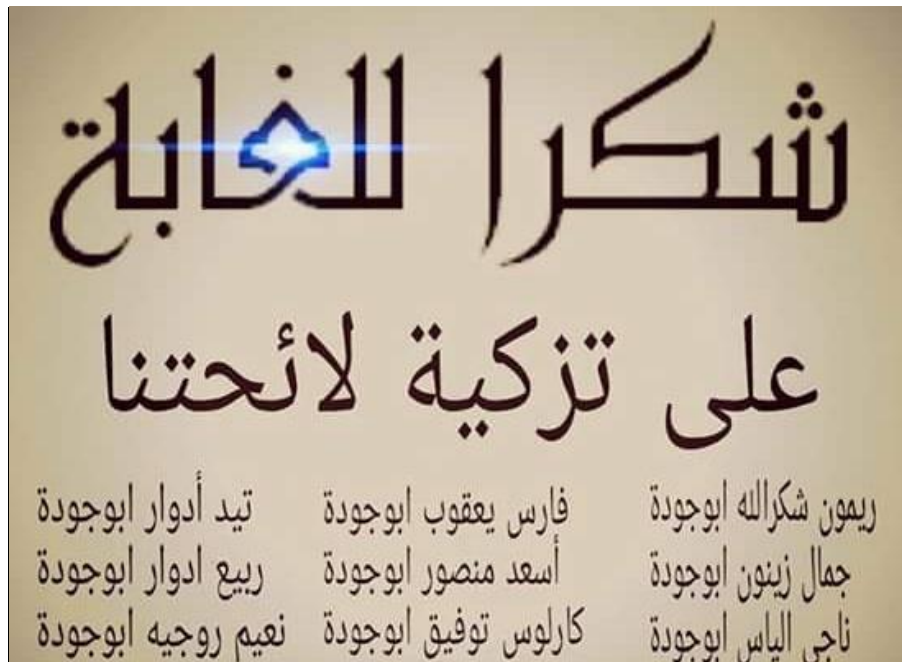 شكرا للغابة
على تزكية لائحتنا
ريمون شكرالله ابوجودة فارس يعقوب ابوجودة تيد أدوار ابوجودة
جمال زينون ابوجودة أسعد منصور ابوجودة ربيع ادوار ابوجودة
ناجي الياس ابوجودة كارلوس توفيق ابوجودة نعيم روجيه ابوجودة